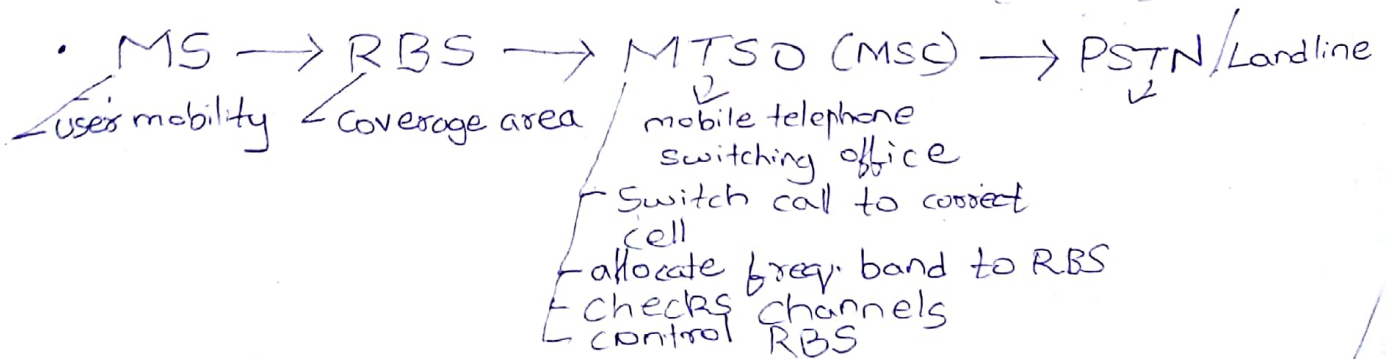 . MS → RBS → MTSO (MSC) → PSTN/Landline
user's mobility
coverage area
mobile telephone
switching office
- Switch call to correct
cell
- allocate freq. band to RBS
- checks channels
- control RBS